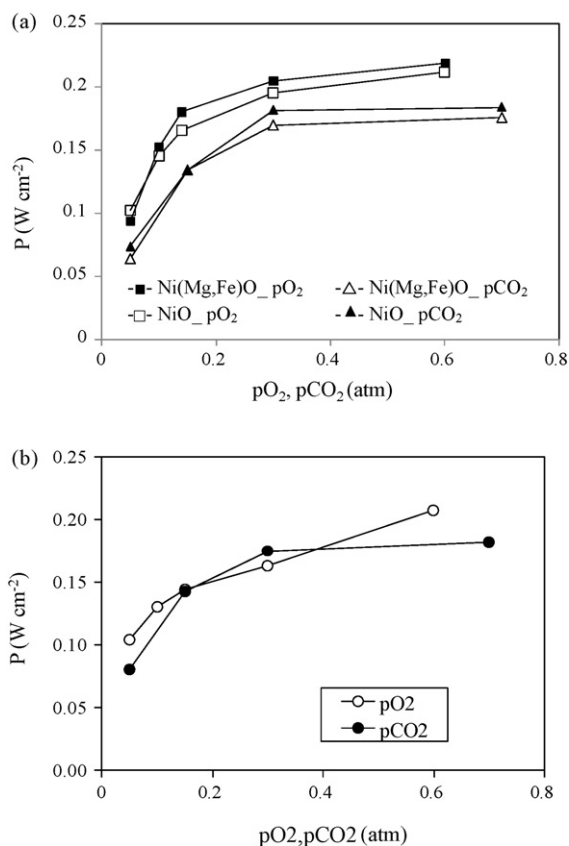 (a)
0.25
0.2
0.15
0.1
0.05
0
P (W cm-2)
Ni(Mg,Fe)O_ pO2
Ni(Mg,Fe)O_pCO2
NiO_ pO2
NiO_ pCO2
0 0.2 0.4 0.6 0.8
pO2, pCO2 (atm)
(b)
0.25
0.20
0.15
0.10
0.05
0.00
P (W cm-2)
pO2
pCO2
0 0.2 0.4 0.6 0.8
pO2,pCO2 (atm)